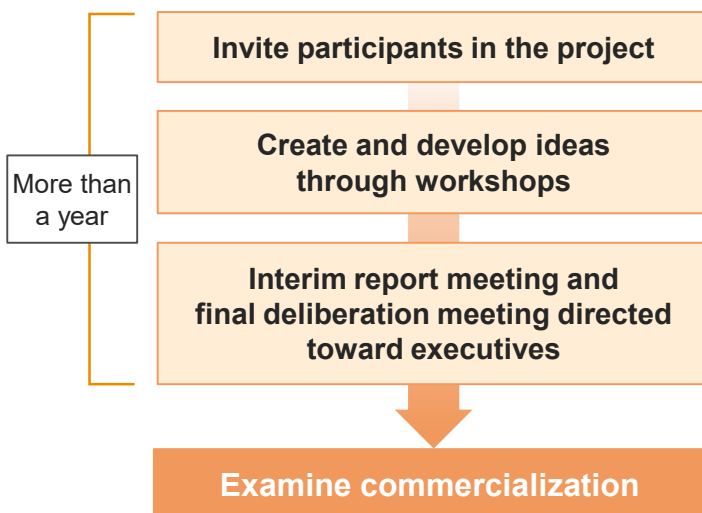 Invite participants in the project
Create and develop ideas
through workshops
More than
a year
Interim report meeting and
final deliberation meeting directed
toward executives
Examine commercialization